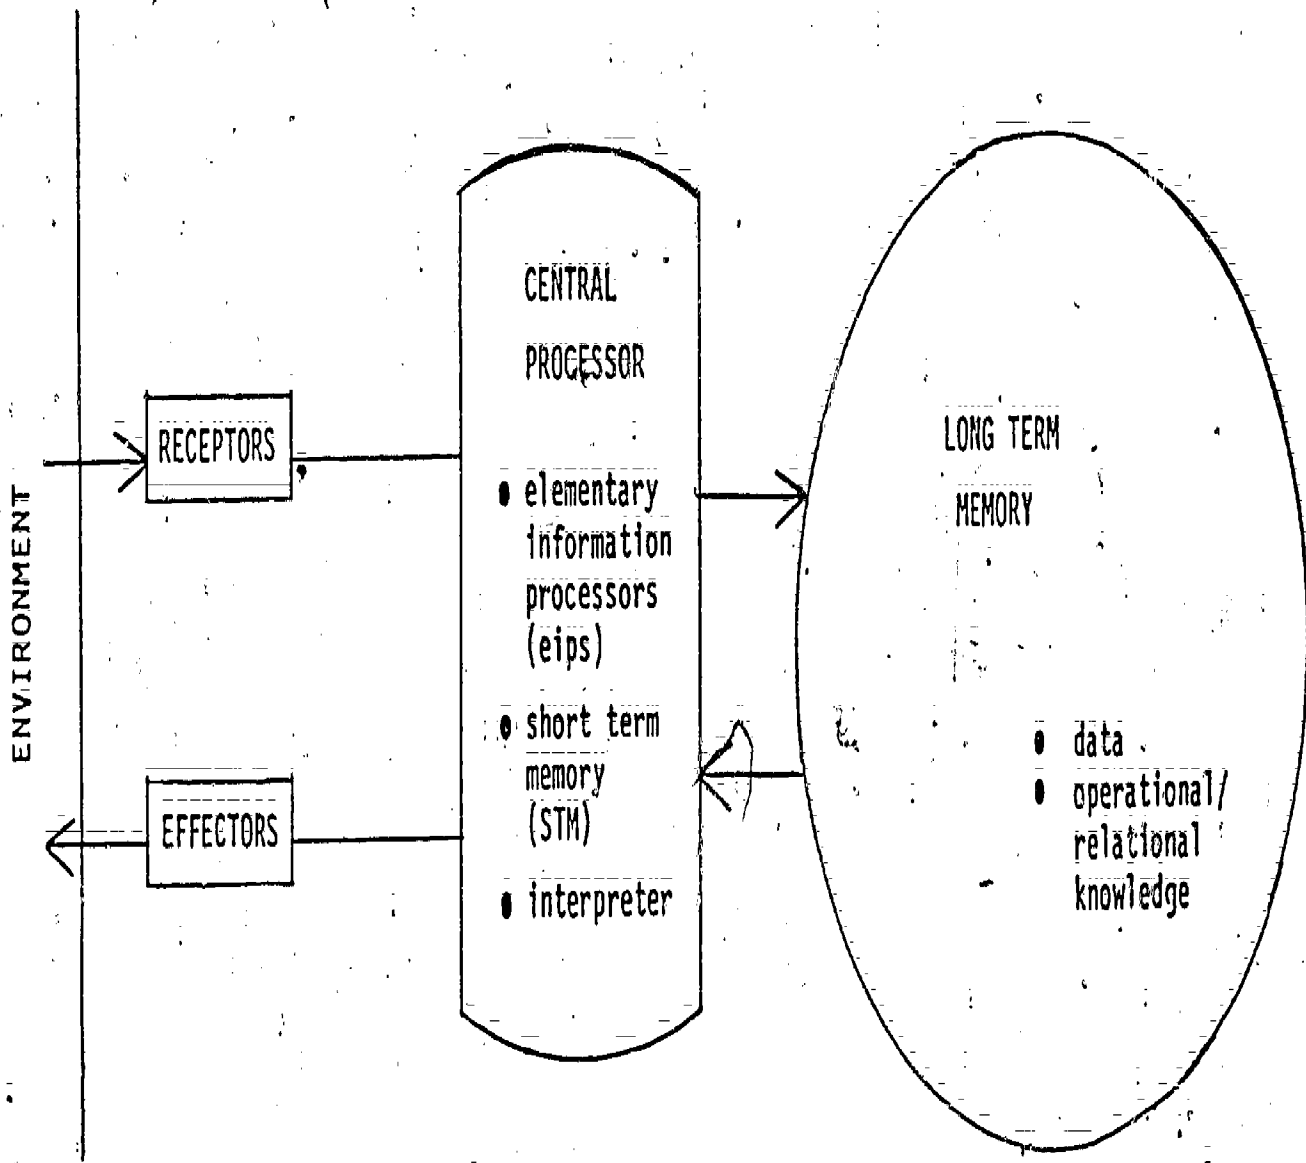 ENVIRONMENT
RECEPTORS
EFFECTORS
CENTRAL
PROCESSOR
• elementary
information
processors
(eips)
• short term
memory
(STM)
• interpreter
LONG TERM
MEMORY
• data
• operational/
relational
knowledge